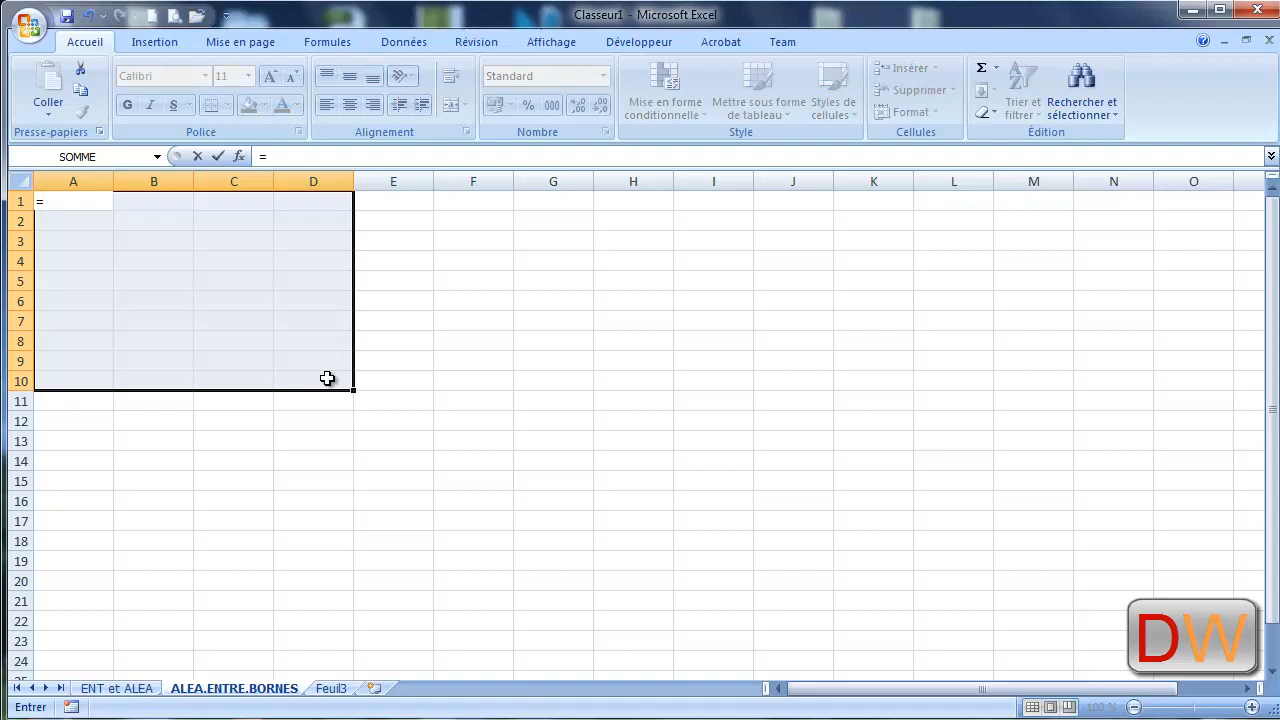 Classeur1 - Microsoft Excel
Accueil Insertion Mise en page Formules Données Révision Affichage Développeur Acrobat Team
Coller
Presse-papiers
Calibri 11
G I S
Police
Alignement
Standard
% 000
Nombre
Mise en forme conditionnelle
Mettre sous forme de tableau
Styles de cellules
Style
Insérer
Supprimer
Format
Cellules
Σ
Trier et filtrer
Rechercher et sélectionner
Édition
SOMME fx =
A B C D E F G H I J K L M N O
1 =
2
3
4
5
6
7
8
9
10
11
12
13
14
15
16
17
18
19
20
21
22
23
24
DW
ENT et ALEA ALEA.ENTRE.BORNES Feuil3
Entrer 100 %